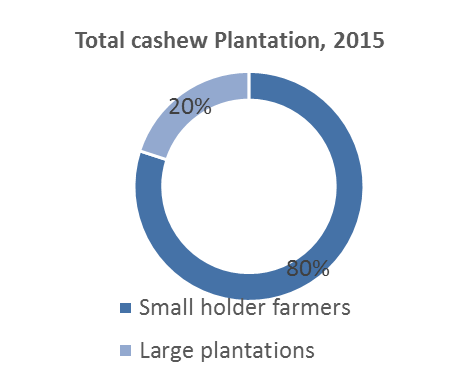 Total cashew Plantation, 2015
20%
80%
Small holder farmers
Large plantations